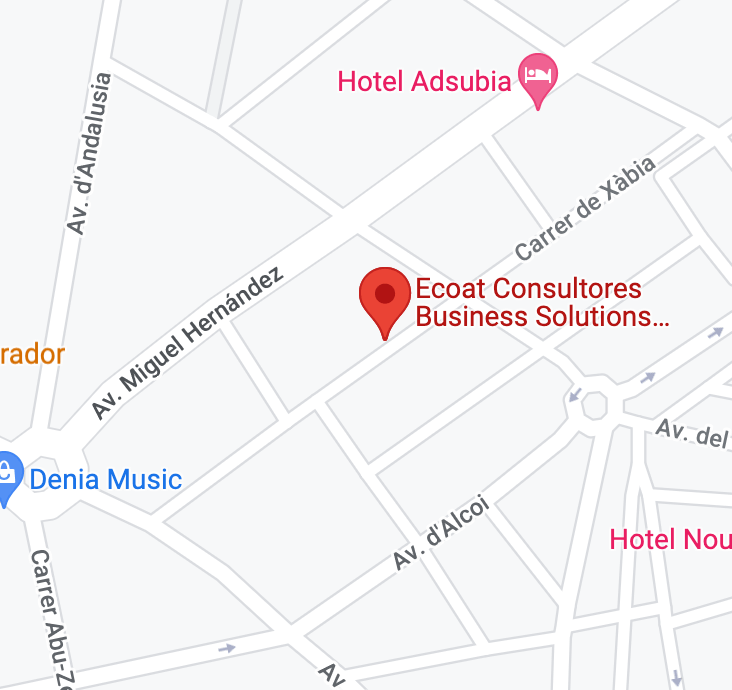 Hotel Adsubia
Av. d'Andalusia
Carrer de Xàbia
Ecoat Consultores
Business Solutions...
Av. Miguel Hernández
rador
Av. del
Denia Music
Av. d'Alcoi
Hotel Nou
Carrer Abu-Ze
Av